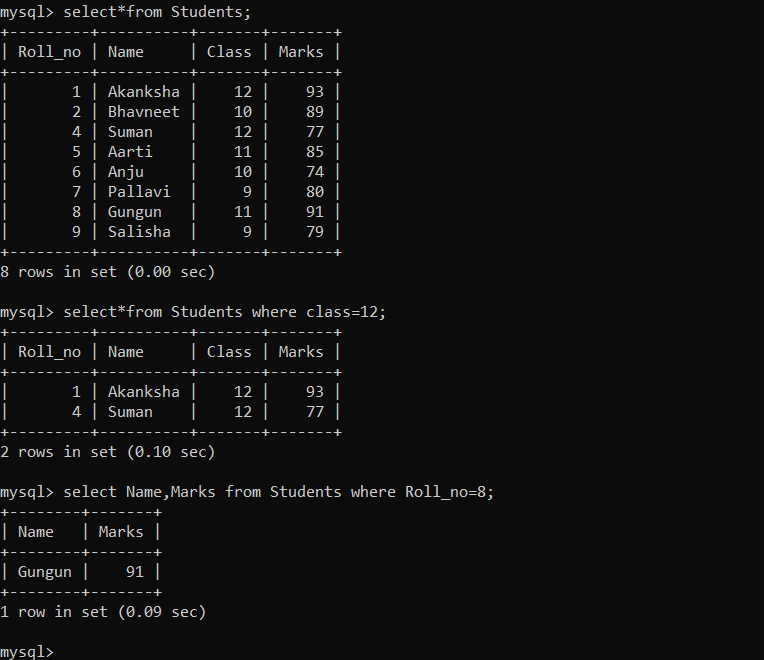 mysql> select*from Students;
+---------+----------+-------+-------+
| Roll_no | Name     | Class | Marks |
+---------+----------+-------+-------+
|       1 | Akanksha |    12 |    93 |
|       2 | Bhavneet |    10 |    89 |
|       4 | Suman    |    12 |    77 |
|       5 | Aarti    |    11 |    85 |
|       6 | Anju     |    10 |    74 |
|       7 | Pallavi  |     9 |    80 |
|       8 | Gungun   |    11 |    91 |
|       9 | Salisha  |     9 |    79 |
+---------+----------+-------+-------+
8 rows in set (0.00 sec)

mysql> select*from Students where class=12;
+---------+----------+-------+-------+
| Roll_no | Name     | Class | Marks |
+---------+----------+-------+-------+
|       1 | Akanksha |    12 |    93 |
|       4 | Suman    |    12 |    77 |
+---------+----------+-------+-------+
2 rows in set (0.10 sec)

mysql> select Name,Marks from Students where Roll_no=8;
+--------+-------+
| Name   | Marks |
+--------+-------+
| Gungun |    91 |
+--------+-------+
1 row in set (0.09 sec)

mysql>